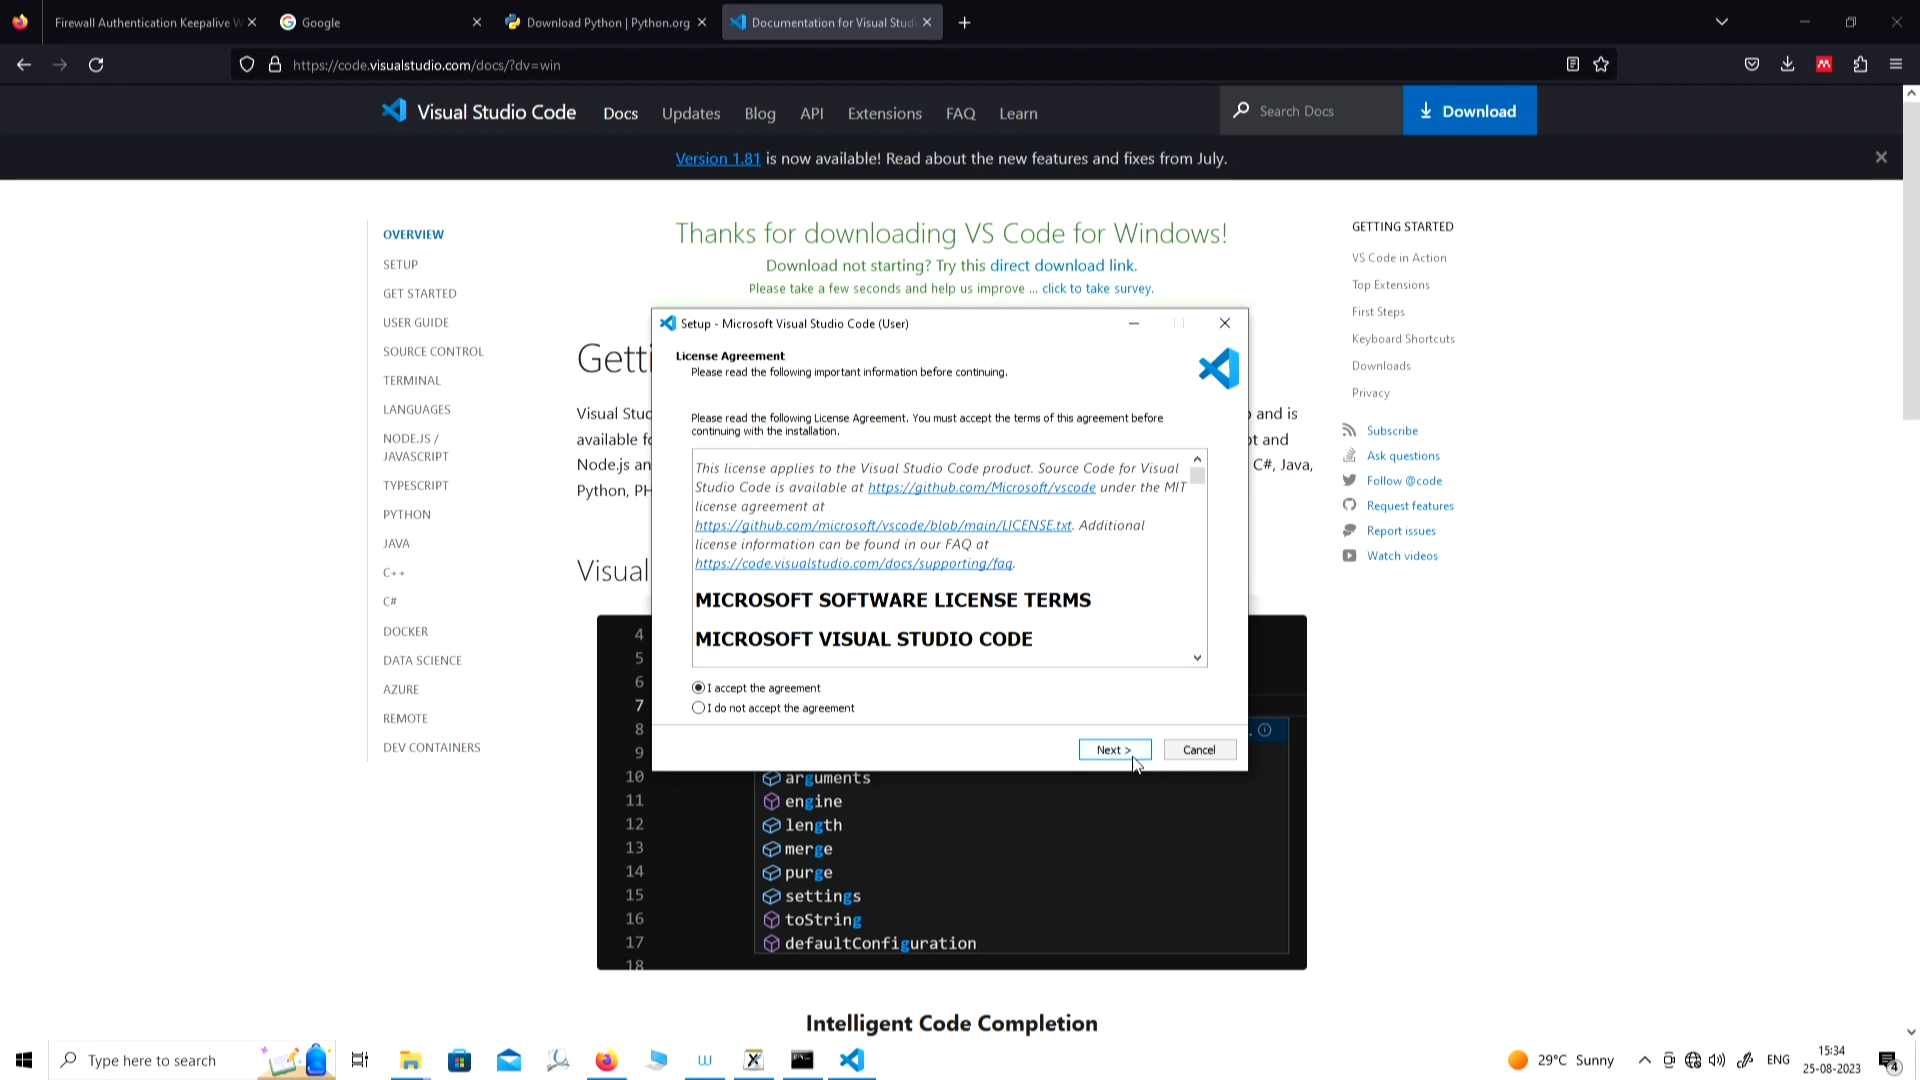 Firewall Authentication Keepalive W
Google
Download Python | Python.org
Documentation for Visual Studi
https://code.visualstudio.com/docs/?dv=win
Visual Studio Code
Docs
Updates
Blog
API
Extensions
FAQ
Learn
Search Docs
Download
Version 1.81 is now available! Read about the new features and fixes from July.
OVERVIEW
SETUP
GET STARTED
USER GUIDE
SOURCE CONTROL
TERMINAL
LANGUAGES
NODE.JS /
JAVASCRIPT
TYPESCRIPT
PYTHON
JAVA
C++
C#
DOCKER
DATA SCIENCE
AZURE
REMOTE
DEV CONTAINERS
Thanks for downloading VS Code for Windows!
Download not starting? Try this direct download link.
Please take a few seconds and help us improve ... click to take survey.
Getti
Visual Stud
and is
available fo
pt and
Node.js an
C#, Java,
Python, PH
Visual
Setup - Microsoft Visual Studio Code (User)
License Agreement
Please read the following important information before continuing.
Please read the following License Agreement. You must accept the terms of this agreement before
continuing with the installation.
This license applies to the Visual Studio Code product. Source Code for Visual
Studio Code is available at https://github.com/Microsoft/vscode under the MIT
license agreement at
https://github.com/microsoft/vscode/blob/main/LICENSE.txt. Additional
license information can be found in our FAQ at
https://code.visualstudio.com/docs/supporting/faq.
MICROSOFT SOFTWARE LICENSE TERMS
MICROSOFT VISUAL STUDIO CODE
I accept the agreement
I do not accept the agreement
Next >
Cancel
4
5
6
7
8
9
10
arguments
11
engine
12
length
13
merge
14
purge
15
settings
16
toString
17
defaultConfiguration
18
Intelligent Code Completion
GETTING STARTED
VS Code in Action
Top Extensions
First Steps
Keyboard Shortcuts
Downloads
Privacy
Subscribe
Ask questions
Follow @code
Request features
Report issues
Watch videos
Type here to search
29°C Sunny
ENG
15:34
25-08-2023
4